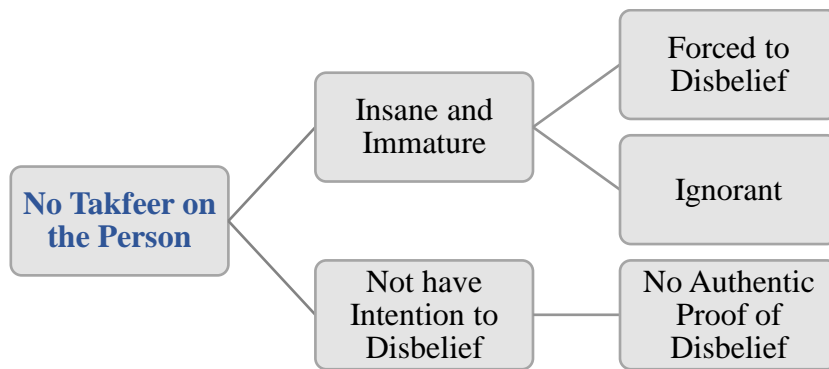 No Takfeer on
the Person
Insane and
Immature
Forced to
Disbelief
Ignorant
Not have
Intention to
Disbelief
No Authentic
Proof of
Disbelief